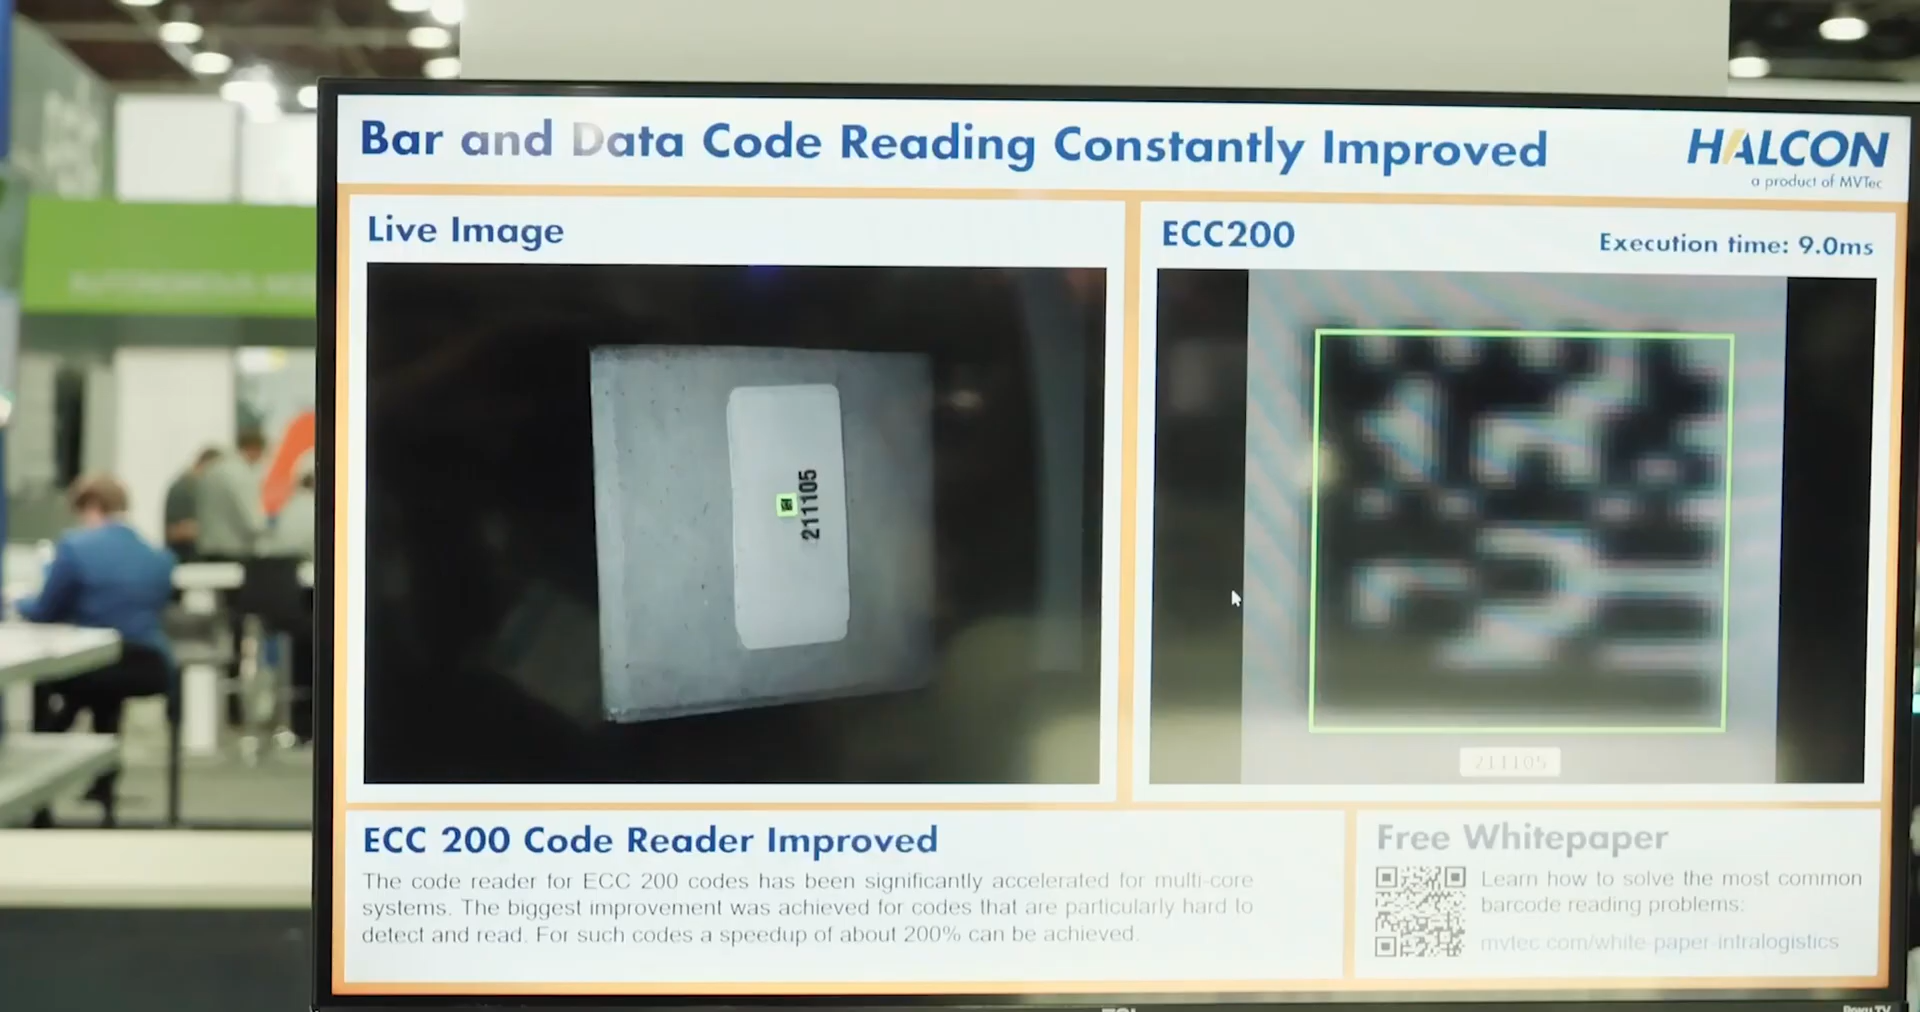 Bar and Data Code Reading Constantly Improved
HALCON
a product of MVTec
Live Image
211105
ECC200
Execution time: 9.0ms
211105
ECC 200 Code Reader Improved
The code reader for ECC 200 codes has been significantly accelerated for multi-core
systems. The biggest improvement was achieved for codes that are particularly hard to
detect and read. For such codes a speedup of about 200% can be achieved.
Free Whitepaper
Learn how to solve the most common
barcode reading problems:
mvtec.com/white-paper-intralogistics
Roku TV